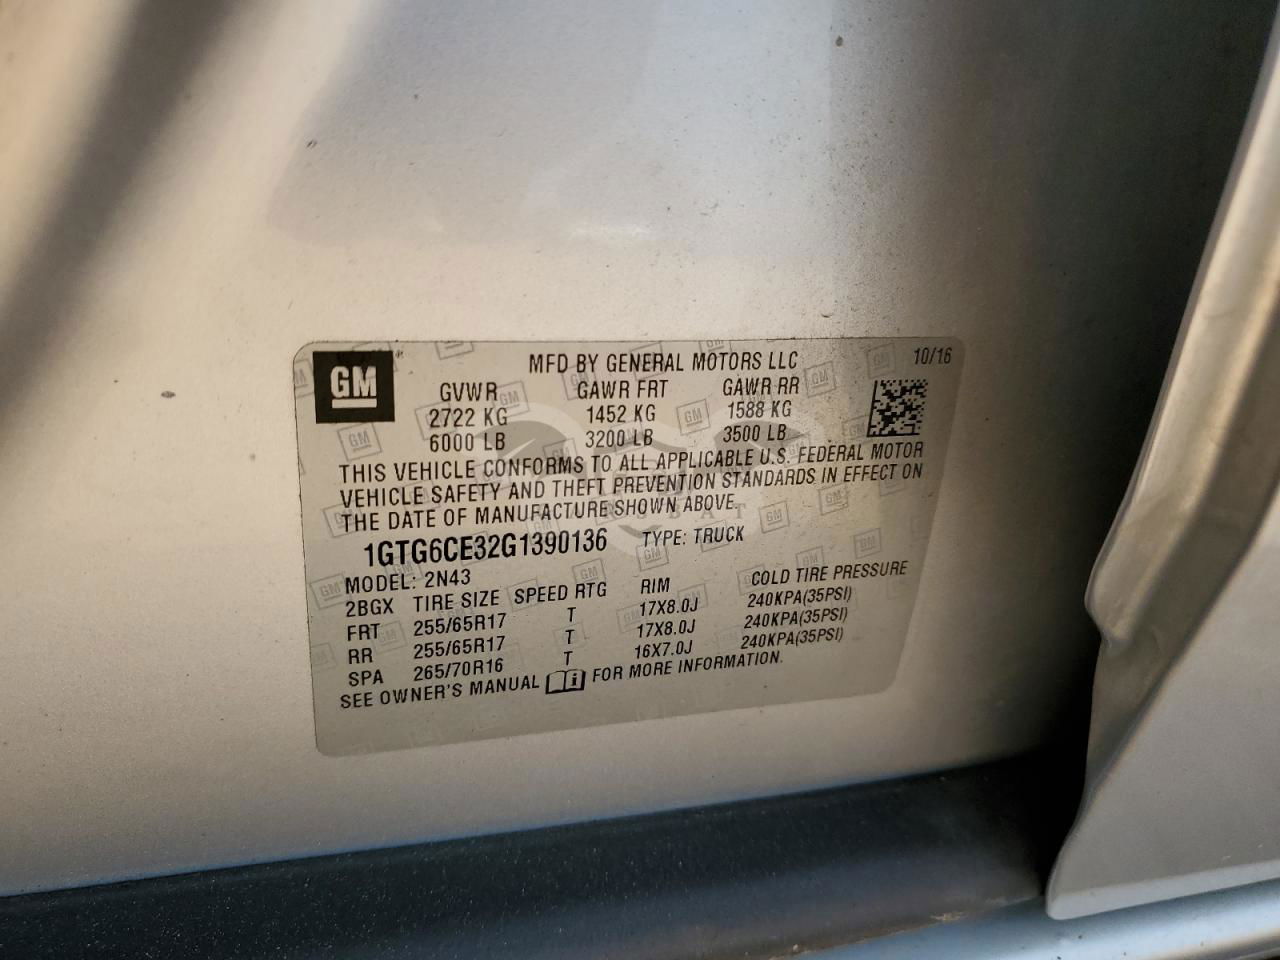 GM
MFD BY GENERAL MOTORS LLC 10/16
GVWR GAWR FRT GAWR RR
2722 KG 1452 KG 1588 KG
6000 LB 3200 LB 3500 LB
THIS VEHICLE CONFORMS TO ALL APPLICABLE U.S. FEDERAL MOTOR
VEHICLE SAFETY AND THEFT PREVENTION STANDARDS IN EFFECT ON
THE DATE OF MANUFACTURE SHOWN ABOVE.
1GTG6CE32G1390136 TYPE: TRUCK
MODEL: 2N43
2BGX TIRE SIZE SPEED RTG RIM COLD TIRE PRESSURE
FRT 255/65R17 T 17X8.0J 240KPA(35PSI)
RR 255/65R17 T 17X8.0J 240KPA(35PSI)
SPA 265/70R16 T 16X7.0J 240KPA(35PSI)
SEE OWNER'S MANUAL FOR MORE INFORMATION.